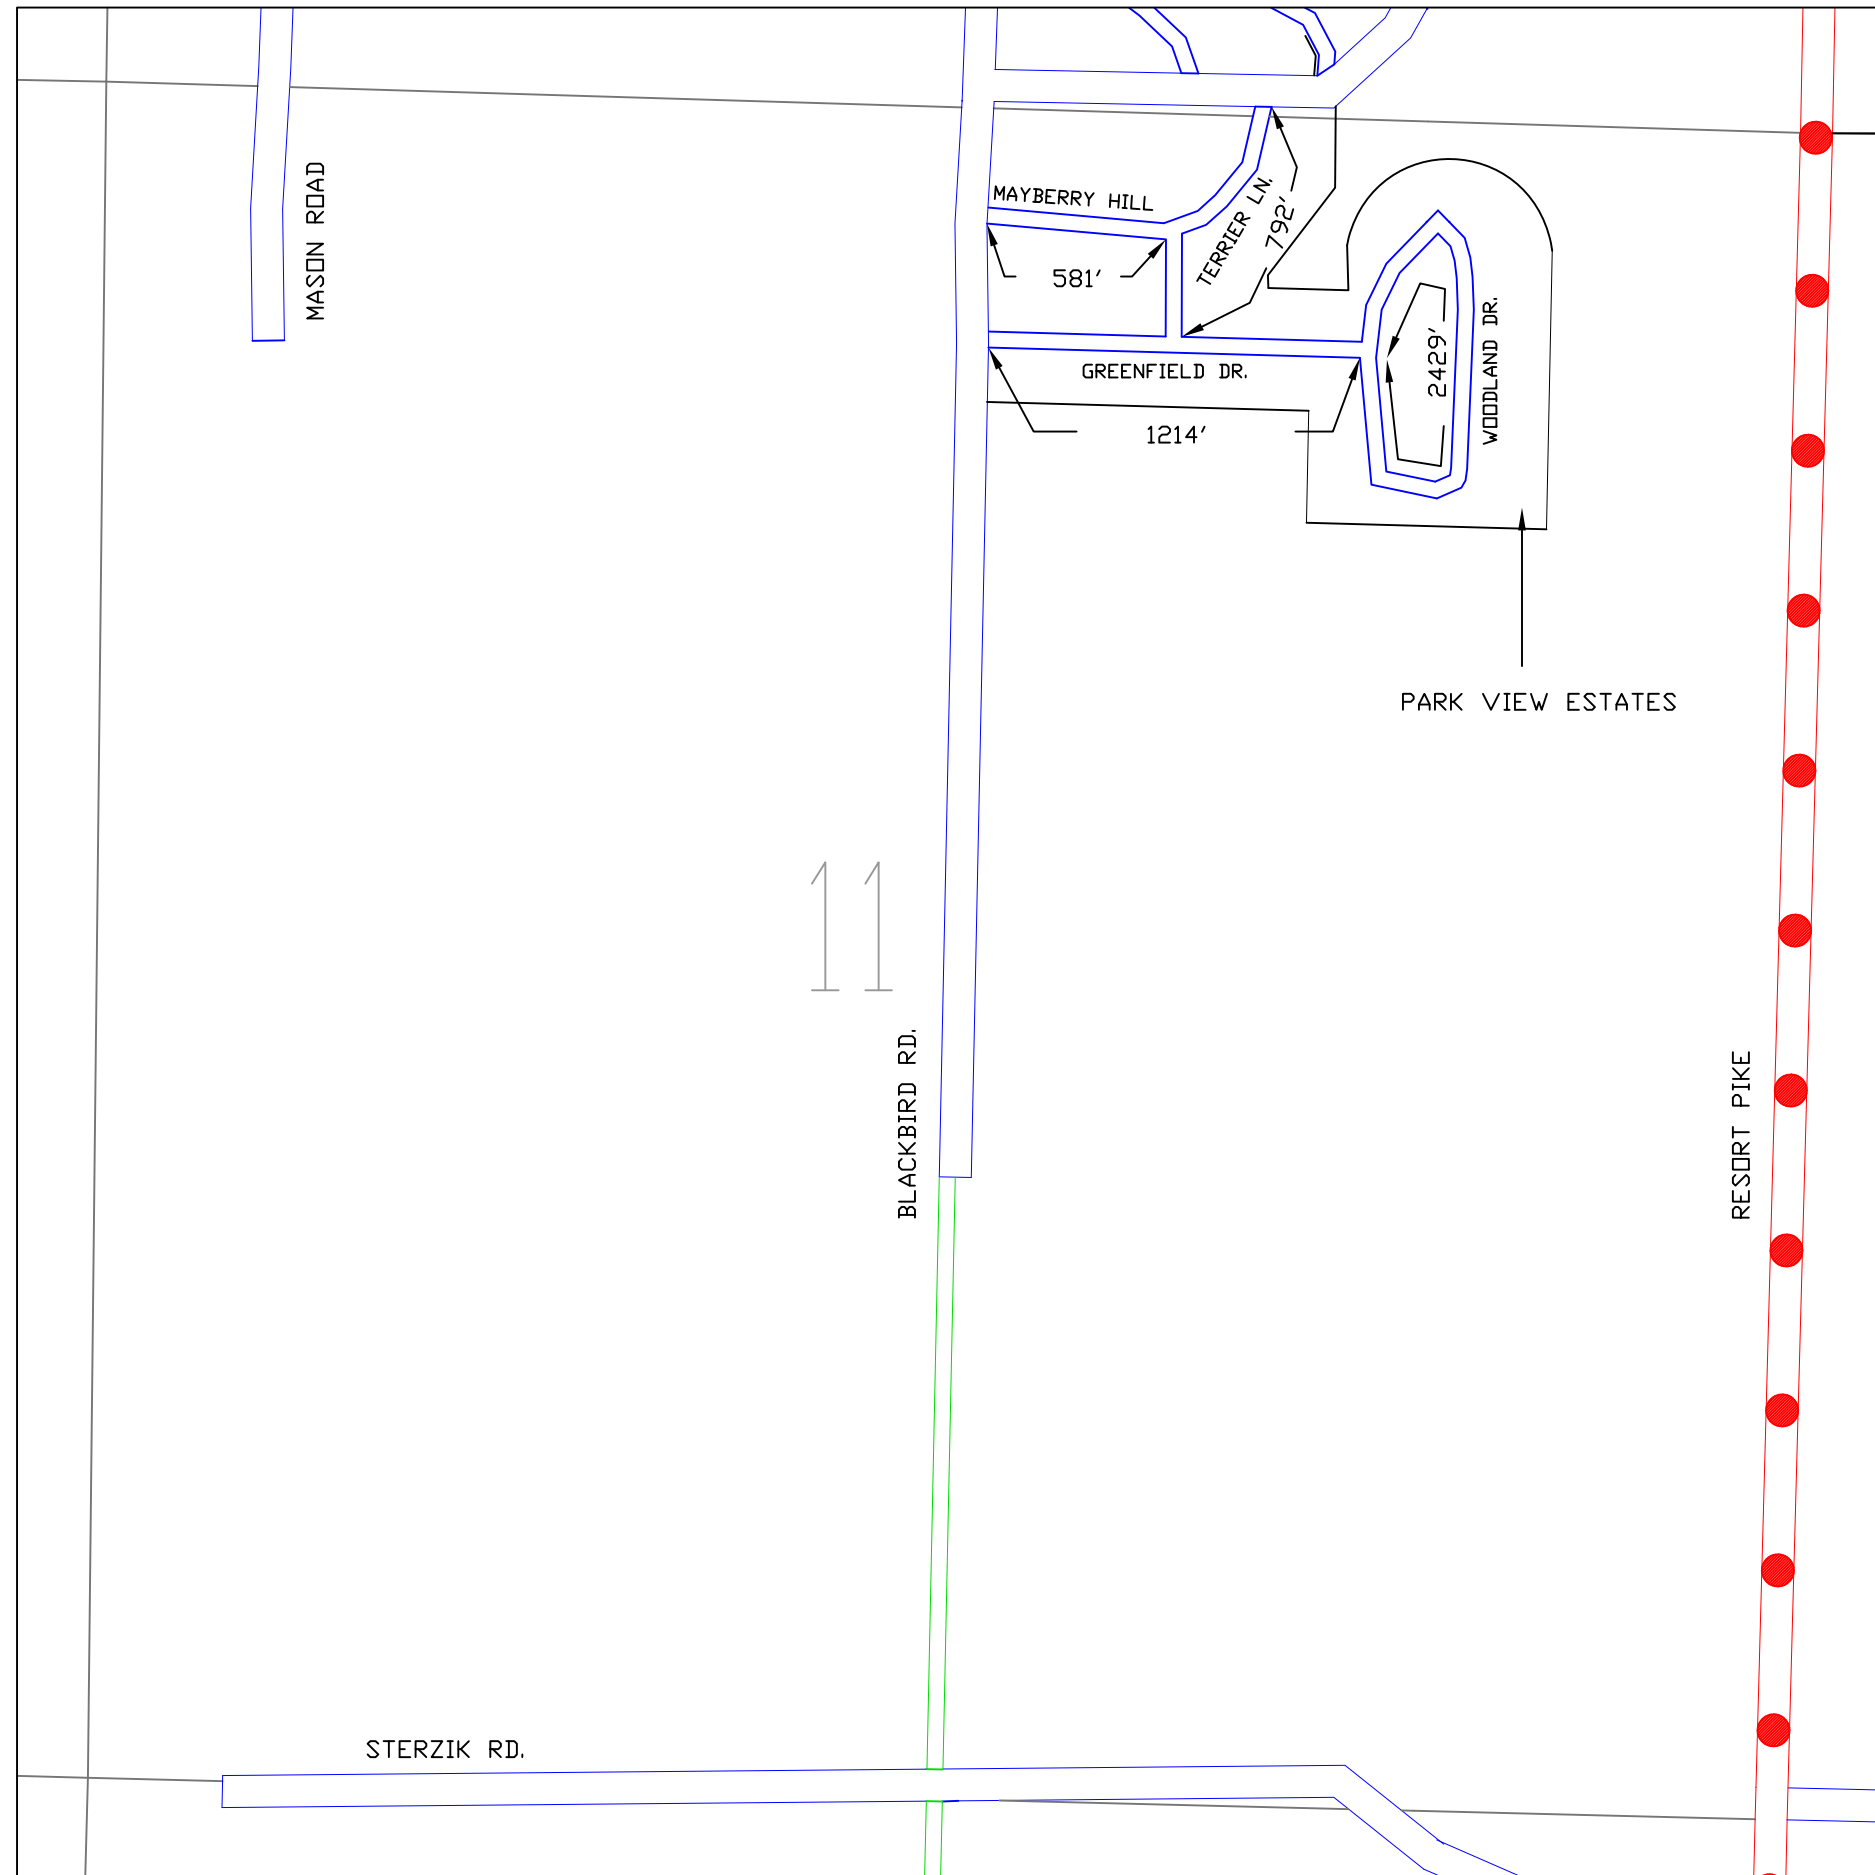 MASON ROAD
MAYBERRY HILL
TERRIER LN.
792'
581'
GREENFIELD DR.
1214'
2429'
WOODLAND DR.
PARK VIEW ESTATES
11
BLACKBIRD RD.
RESORT PIKE
STERZIK RD.